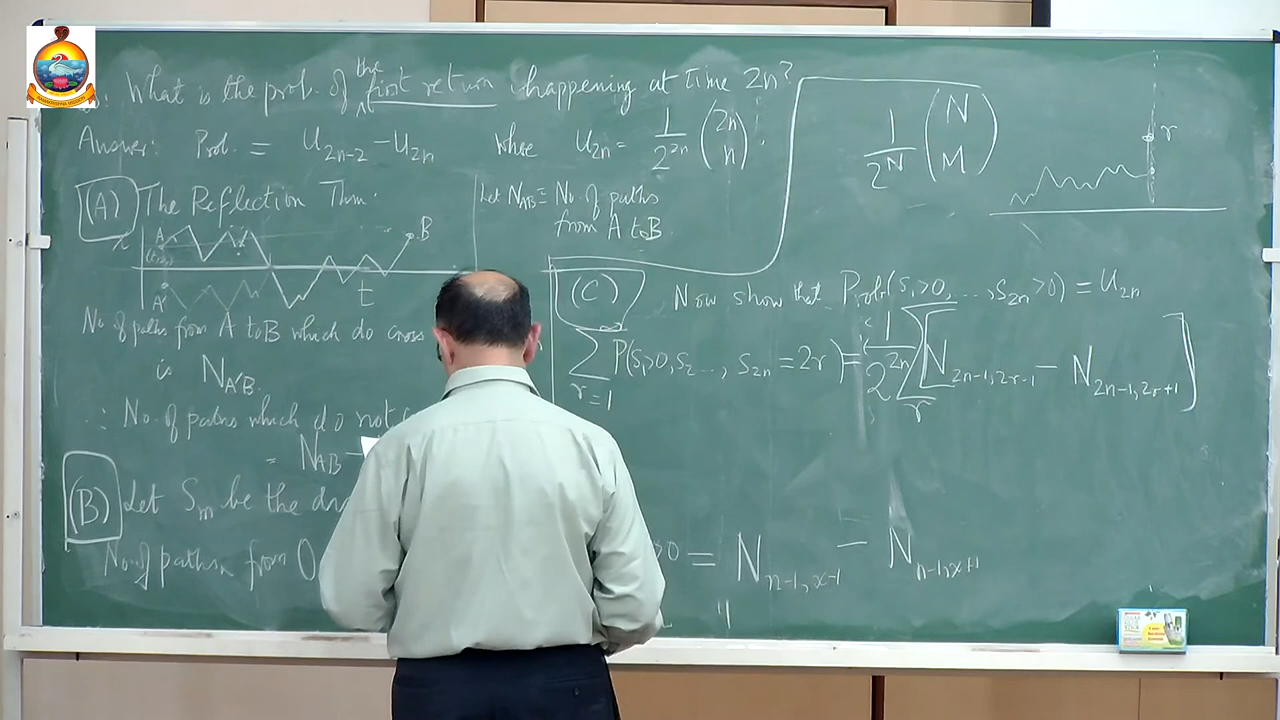 What is the prob. of the first return happening at time 2n?
Answer: Prob. = U_{2n-2} - U_{2n} where U_{2n} = 1/2^{2n} (2n n)
(A) The Reflection Thm.
A
B
A'
t
Let N_{AB} ≡ No. of paths
from A to B.
No of paths from A to B which do cross
is N_{A'B}.
∴ No. of paths which do not
= N_{AB} -
(B) Let S_m be the
No. of paths from O
>0 = N_{n-1, x-1} - N_{n-1, x+1}
1/2^N (N M)
r
(C) Now show that Prob(S_1>0, ..., S_{2n}>0) = U_{2n}
∑_{r=1} P(S_1>0, S_2 ..., S_{2n} = 2r) = 1/2^{2n} ∑_r [N_{2n-1, 2r-1} - N_{2n-1, 2r+1}]